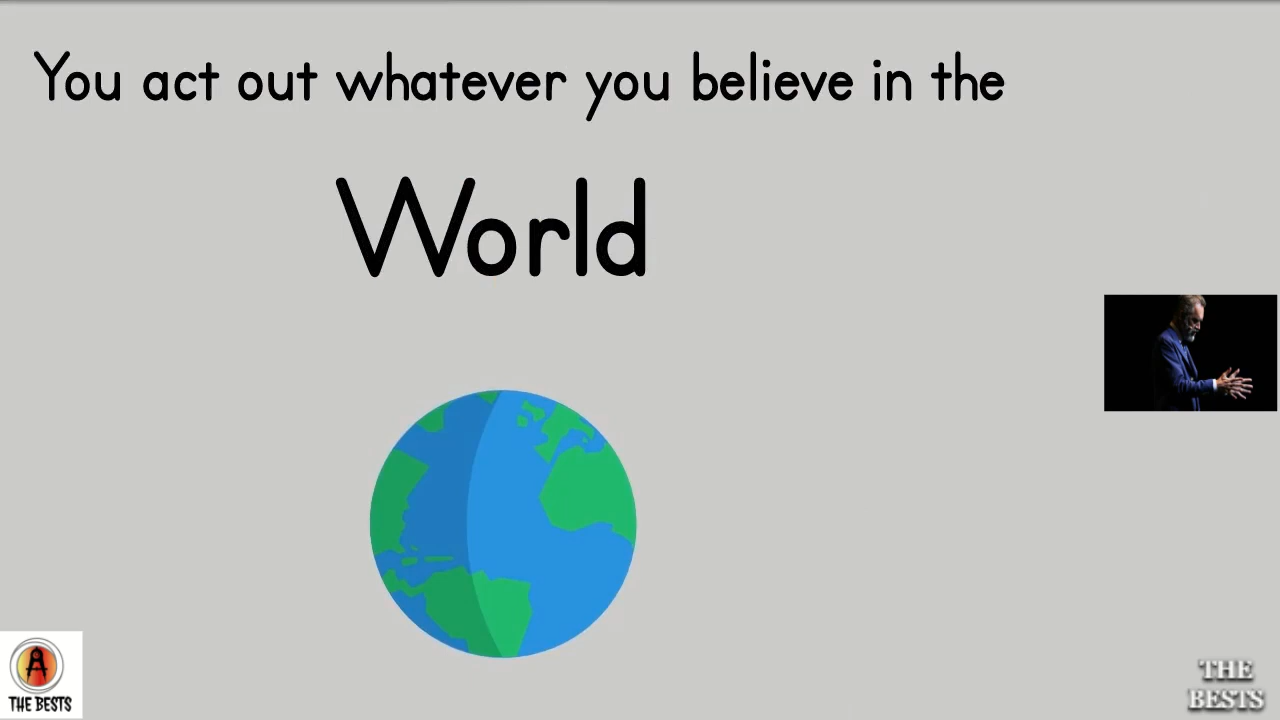 You act out whatever you believe in the
World
A
THE BESTS
THE
BESTS